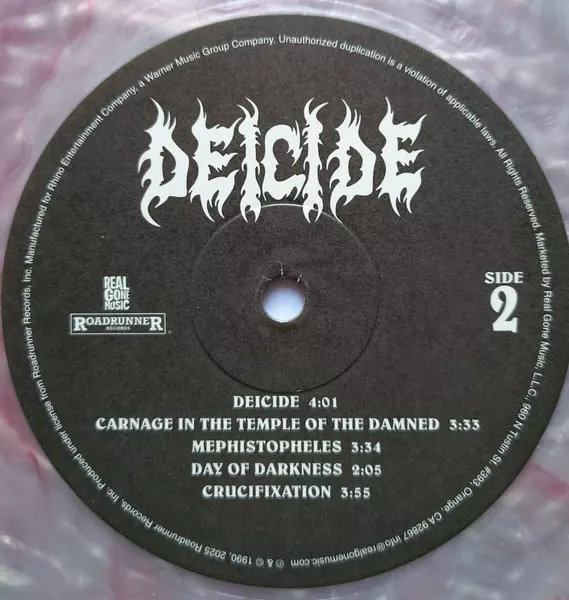 DEICIDE
REAL
GONE
MUSIC
ROADRUNNER
RECORDS
SIDE
2
DEICIDE 4:01
CARNAGE IN THE TEMPLE OF THE DAMNED 3:33
MEPHISTOPHELES 3:34
DAY OF DARKNESS 2:05
CRUCIFIXATION 3:55
℗ & © 1990, 2025 Roadrunner Records, Inc. Produced under license from Roadrunner Records, Inc. Manufactured for Rhino Entertainment Company, a Warner Music Group Company. Unauthorized duplication is a violation of applicable laws. All Rights Reserved. Marketed by Real Gone Music, L.L.C., 960 N Tustin St. #393, Orange, CA 92867 info@realgonemusic.com